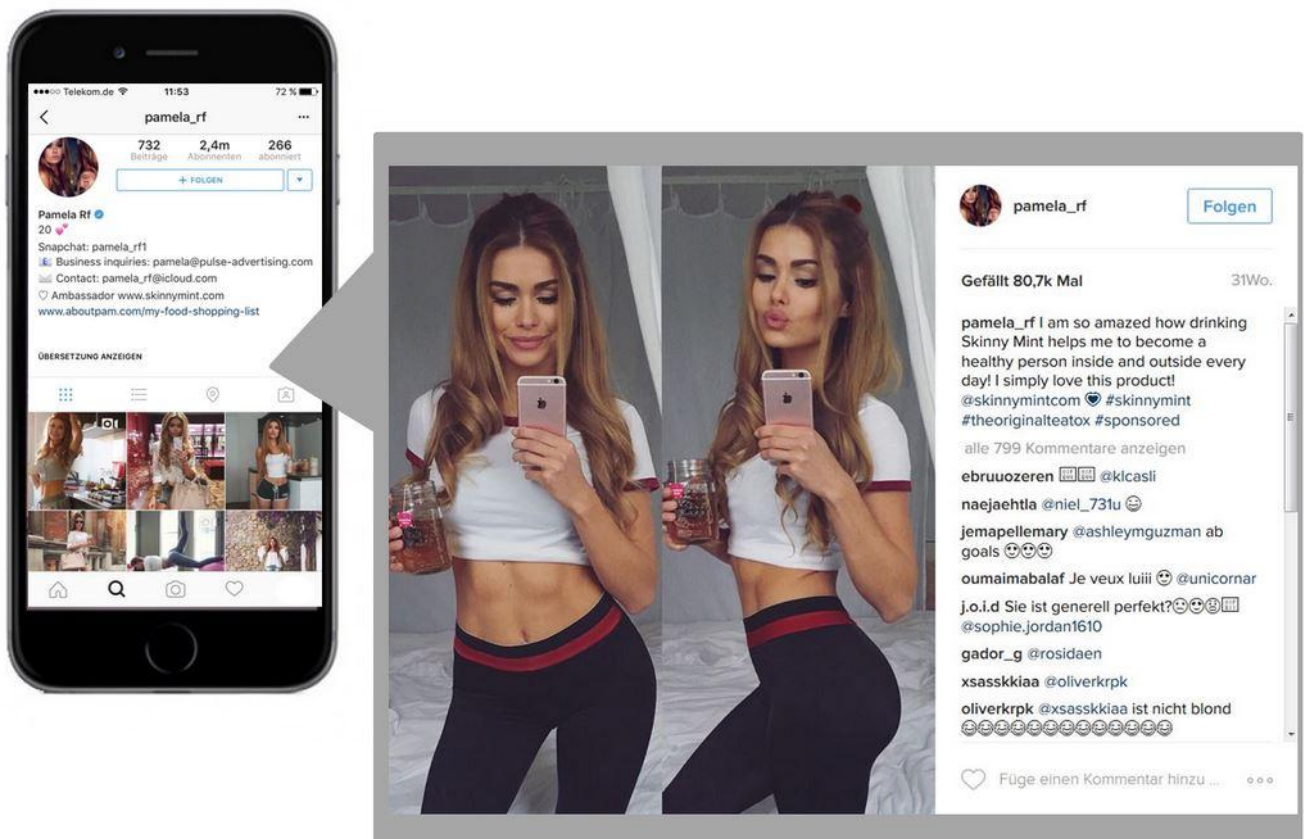 Telekom.de 11:53 72 %
pamela_rf
732 2,4m 266
Beiträge Abonnenten abonniert
+ FOLGEN
Pamela Rf
20
Snapchat: pamela_rf1
Business inquiries: pamela@pulse-advertising.com
Contact: pamela_rf@icloud.com
Ambassador www.skinnymint.com
www.aboutpam.com/my-food-shopping-list
ÜBERSETZUNG ANZEIGEN
pamela_rf Folgen
Gefällt 80,7k Mal 31Wo.
pamela_rf I am so amazed how drinking
Skinny Mint helps me to become a
healthy person inside and outside every
day! I simply love this product!
@skinnymintcom #skinnymint
#theoriginalteatox #sponsored
alle 799 Kommentare anzeigen
ebruuozeren @klcasli
naejaehtla @niel_731u
jemapellemary @ashleymguzman ab
goals
oumaimabalaf Je veux luiii @unicornar
j.o.i.d Sie ist generell perfekt?
@sophie.jordan1610
gador_g @rosidaen
xsasskkiaa @oliverkrpk
oliverkrpk @xsasskkiaa ist nicht blond
Füge einen Kommentar hinzu ...